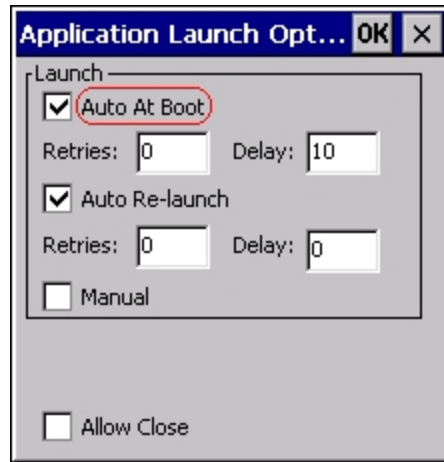 Application Launch Opt... OK ×
Launch
Auto At Boot
Retries: 0 Delay: 10
Auto Re-launch
Retries: 0 Delay: 0
Manual
Allow Close